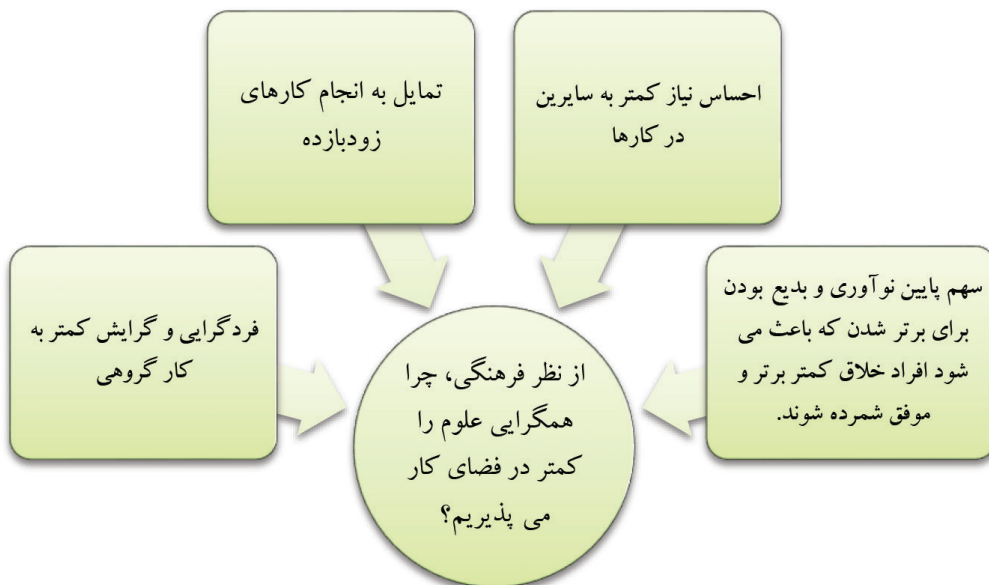 احساس نیاز کمتر به سایرین
در کارها
تمایل به انجام کارهای
زودبازده
سهم پایین نوآوری و بدیع بودن
برای برتر شدن که باعث می
شود افراد خلاق کمتر برتر و
موفق شمرده شوند.
فردگرایی و گرایش کمتر به
کار گروهی
از نظر فرهنگی، چرا
همگرایی علوم را
کمتر در فضای کار
می پذیریم؟